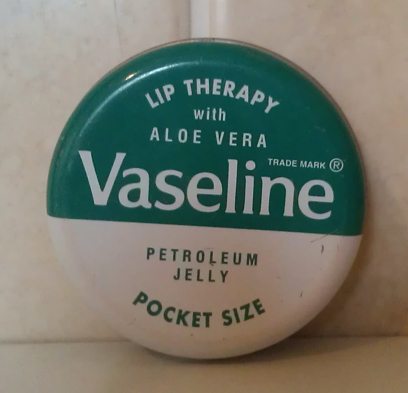 LIP THERAPY
with
ALOE VERA
TRADE MARK ®
Vaseline
PETROLEUM
JELLY
POCKET SIZE